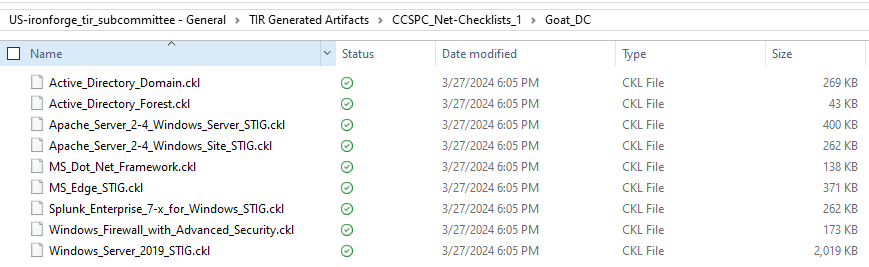 US-ironforge_tir_subcommittee - General > TIR Generated Artifacts > CCSPC_Net-Checklists_1 > Goat_DC
Name Status Date modified Type Size
Active_Directory_Domain.ckl 3/27/2024 6:05 PM CKL File 269 KB
Active_Directory_Forest.ckl 3/27/2024 6:05 PM CKL File 43 KB
Apache_Server_2-4_Windows_Server_STIG.ckl 3/27/2024 6:05 PM CKL File 400 KB
Apache_Server_2-4_Windows_Site_STIG.ckl 3/27/2024 6:05 PM CKL File 262 KB
MS_Dot_Net_Framework.ckl 3/27/2024 6:05 PM CKL File 138 KB
MS_Edge_STIG.ckl 3/27/2024 6:05 PM CKL File 371 KB
Splunk_Enterprise_7-x_for_Windows_STIG.ckl 3/27/2024 6:05 PM CKL File 262 KB
Windows_Firewall_with_Advanced_Security.ckl 3/27/2024 6:05 PM CKL File 173 KB
Windows_Server_2019_STIG.ckl 3/27/2024 6:05 PM CKL File 2,019 KB